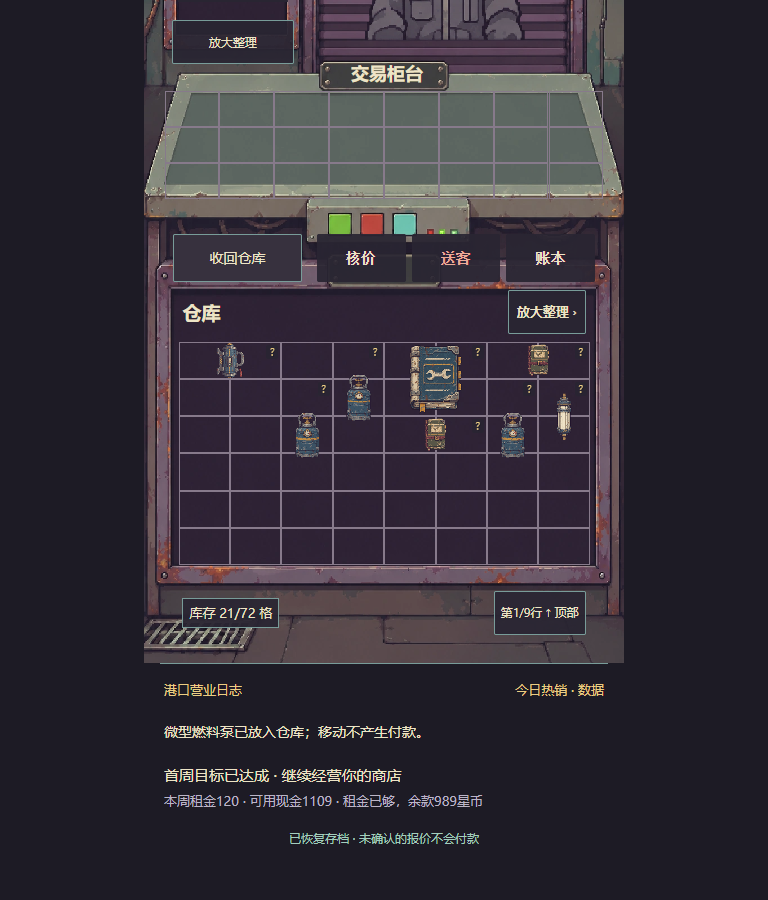 放大整理
交易柜台
收回仓库 核价 送客 账本
仓库 放大整理 ›
? ? ? ?
? ? ?
?
库存 21/72 格 第1/9行 ↑ 顶部
港口营业日志 今日热销 · 数据
微型燃料泵已放入仓库；移动不产生付款。
首周目标已达成 · 继续经营你的商店
本周租金120 · 可用现金1109 · 租金已够，余款989星币
已恢复存档 · 未确认的报价不会付款